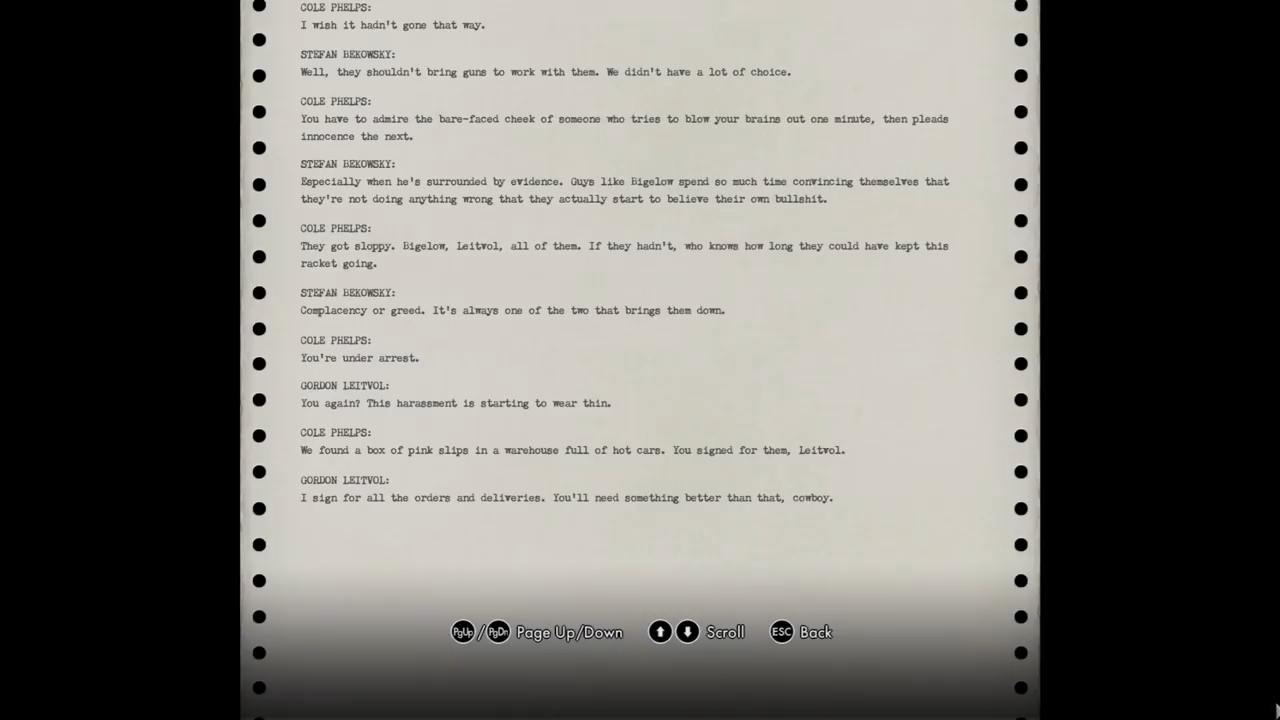 COLE PHELPS:
I wish it hadn't gone that way.
STEFAN BEKOWSKY:
Well, they shouldn't bring guns to work with them. We didn't have a lot of choice.
COLE PHELPS:
You have to admire the bare-faced cheek of someone who tries to blow your brains out one minute, then pleads
innocence the next.
STEFAN BEKOWSKY:
Especially when he's surrounded by evidence. Guys like Bigelow spend so much time convincing themselves that
they're not doing anything wrong that they actually start to believe their own bullshit.
COLE PHELPS:
They got sloppy. Bigelow, Leitvol, all of them. If they hadn't, who knows how long they could have kept this
racket going.
STEFAN BEKOWSKY:
Complacency or greed. It's always one of the two that brings them down.
COLE PHELPS:
You're under arrest.
GORDON LEITVOL:
You again? This harassment is starting to wear thin.
COLE PHELPS:
We found a box of pink slips in a warehouse full of hot cars. You signed for them, Leitvol.
GORDON LEITVOL:
I sign for all the orders and deliveries. You'll need something better than that, cowboy.
PgUp / PgDn Page Up/Down Scroll ESC Back